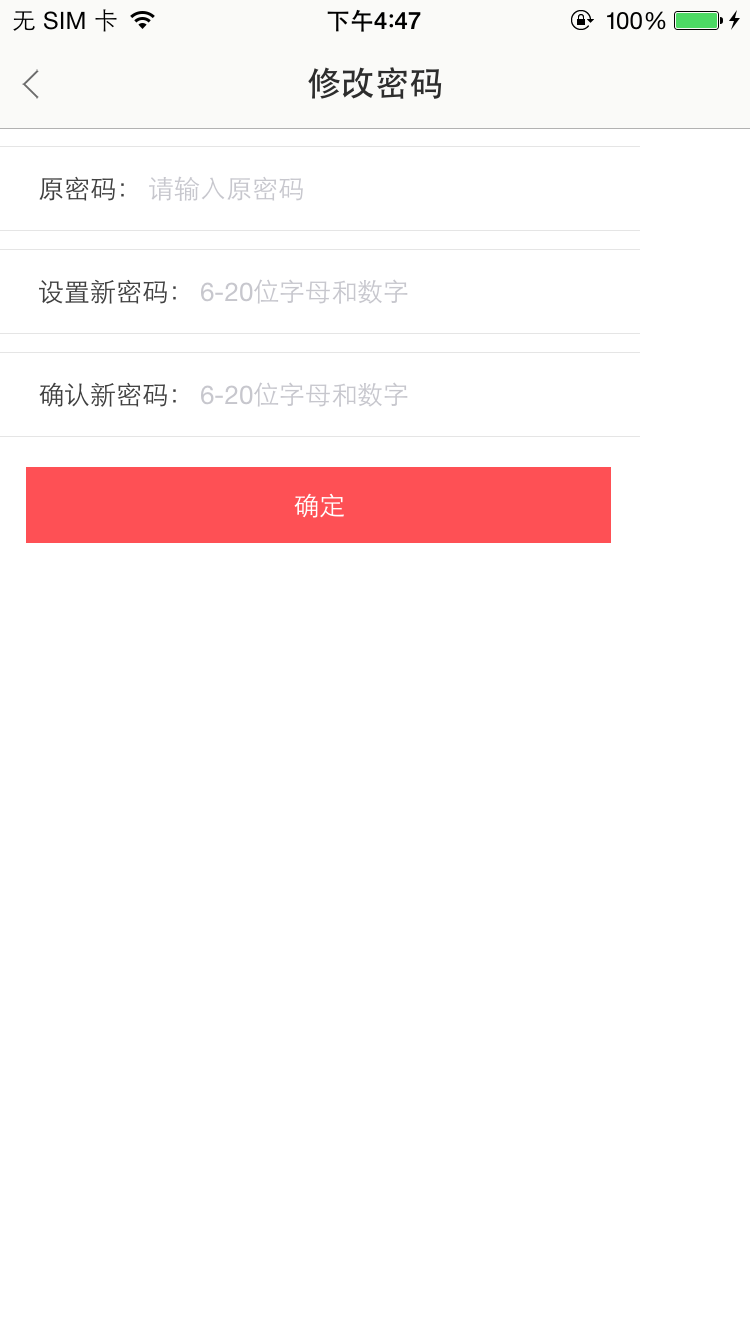 无 SIM 卡 下午4:47 100%
修改密码
原密码： 请输入原密码
设置新密码： 6-20位字母和数字
确认新密码： 6-20位字母和数字
确定